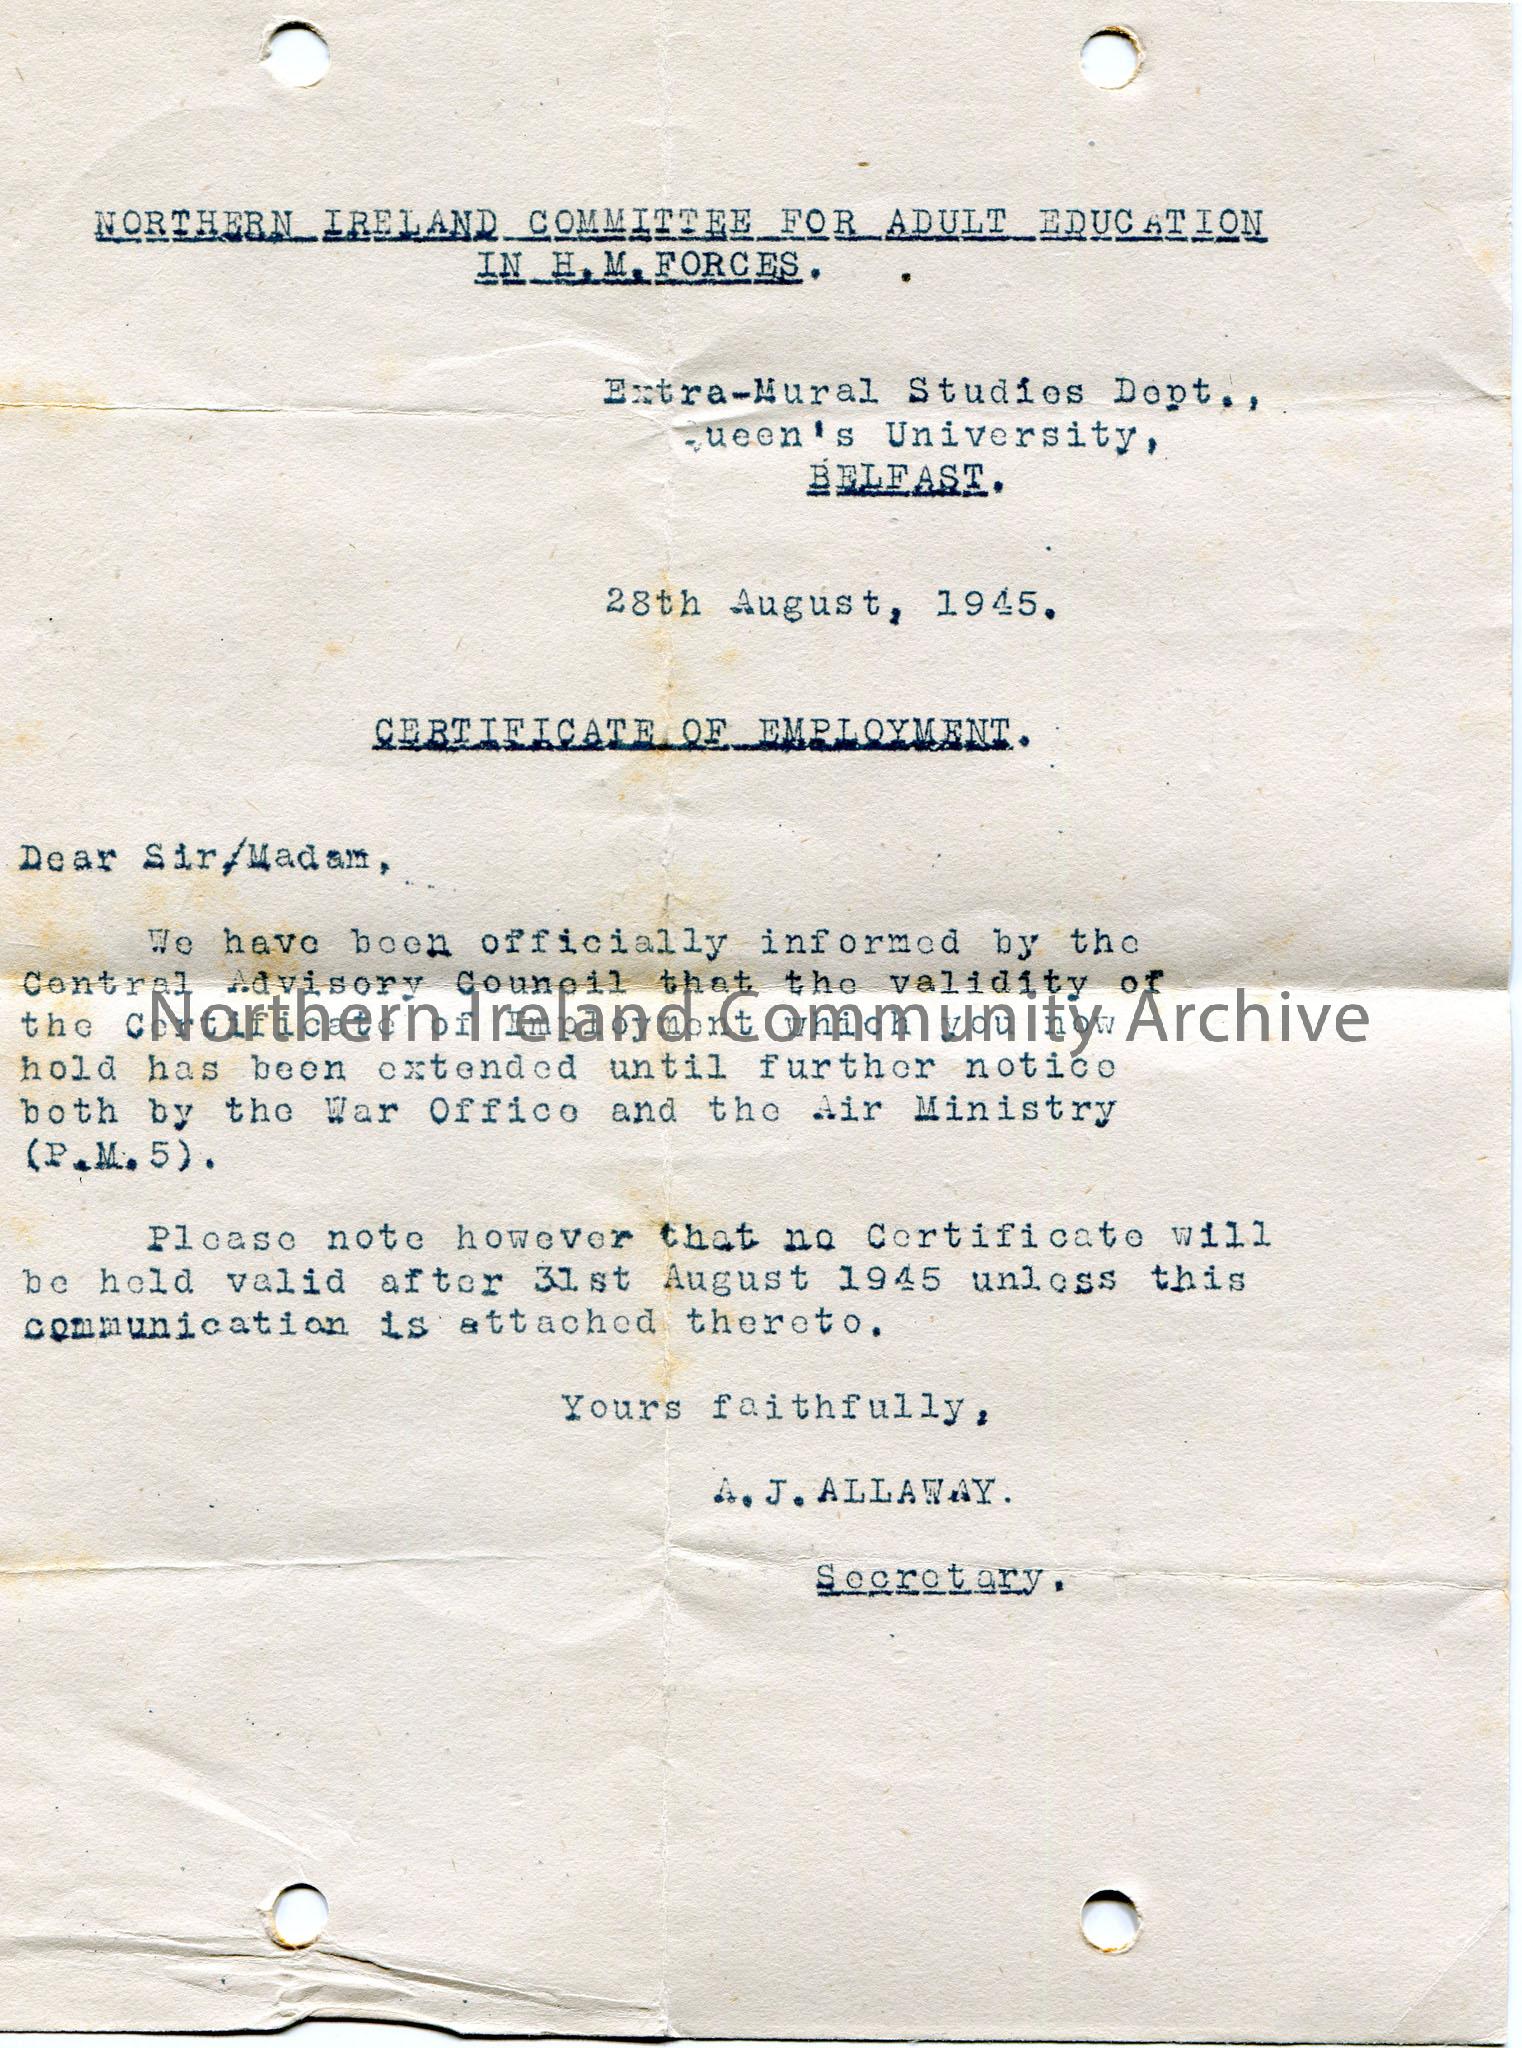 NORTHERN IRELAND COMMITTEE FOR ADULT EDUCATION
IN H.M.FORCES.
Extra-Mural Studies Dept.,
Queen's University,
BELFAST.
28th August, 1945.
CERTIFICATE OF EMPLOYMENT.
Dear Sir/Madam,
We have been officially informed by the
Central Advisory Council that the validity of
the Certificate of Employment which you now
Northern Ireland Community Archive
hold has been extended until further notice
both by the War Office and the Air Ministry
(P.M.5).
Please note however that no Certificate will
be held valid after 31st August 1945 unless this
communication is attached thereto.
Yours faithfully,
A.J.ALLAWAY.
Secretary.